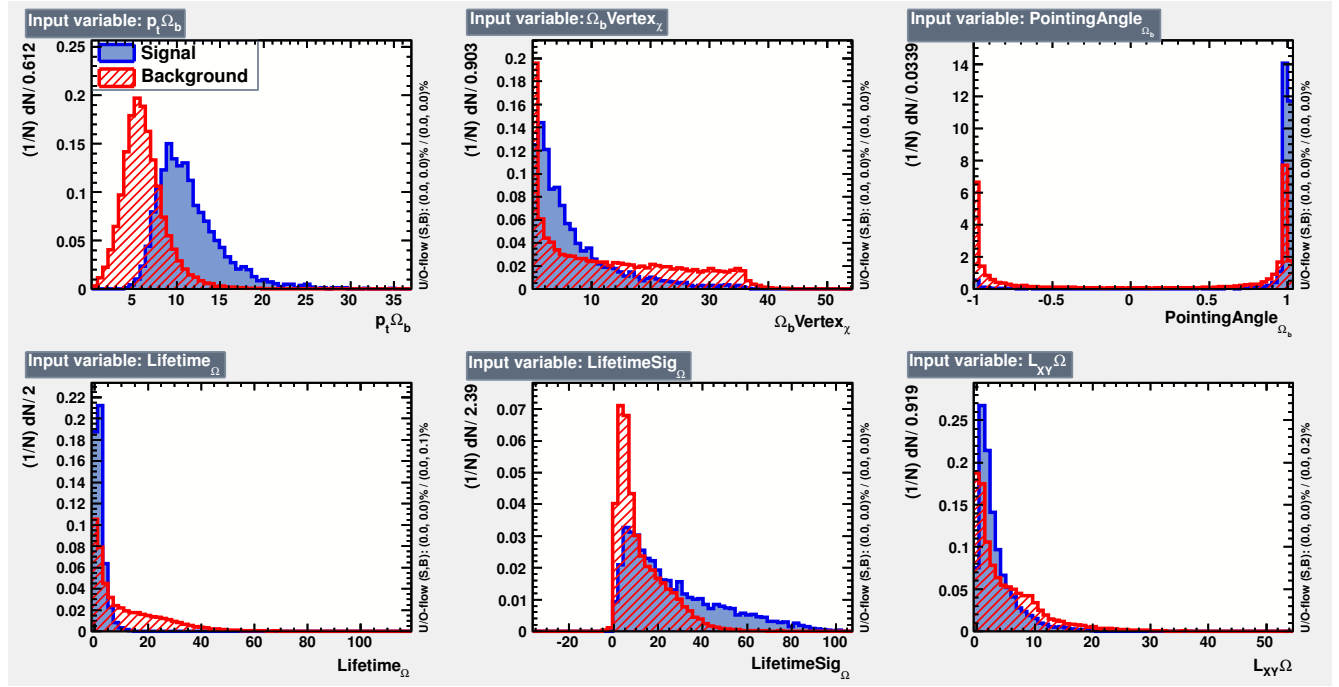 Input variable: pₜΩ_b
(1/N) dN/ 0.612
0.25
0.2
0.15
0.1
0.05
0
Signal
Background
5 10 15 20 25 30 35
pₜΩ_b
U/O-flow (S,B): (0.0, 0.0)% / (0.0, 0.0)%
Input variable: Ω_bVertex_χ
(1/N) dN/ 0.903
0.2
0.18
0.16
0.14
0.12
0.1
0.08
0.06
0.04
0.02
0
10 20 30 40 50
Ω_bVertex_χ
U/O-flow (S,B): (0.0, 0.0)% / (0.0, 0.0)%
Input variable: PointingAngle_Ω_b
(1/N) dN/ 0.0339
14
12
10
8
6
4
2
0
-1 -0.5 0 0.5 1
PointingAngle_Ω_b
U/O-flow (S,B): (0.0, 0.0)% / (0.0, 0.0)%
Input variable: Lifetime_Ω
(1/N) dN/ 2
0.22
0.2
0.18
0.16
0.14
0.12
0.1
0.08
0.06
0.04
0.02
0
0 20 40 60 80 100
Lifetime_Ω
U/O-flow (S,B): (0.0, 0.0)% / (0.0, 0.1)%
Input variable: LifetimeSig_Ω
(1/N) dN/ 2.39
0.07
0.06
0.05
0.04
0.03
0.02
0.01
0
-20 0 20 40 60 80 100
LifetimeSig_Ω
U/O-flow (S,B): (0.0, 0.0)% / (0.0, 0.0)%
Input variable: L_XYΩ
(1/N) dN/ 0.919
0.25
0.2
0.15
0.1
0.05
0
0 10 20 30 40 50
L_XYΩ
U/O-flow (S,B): (0.0, 0.0)% / (0.0, 0.2)%